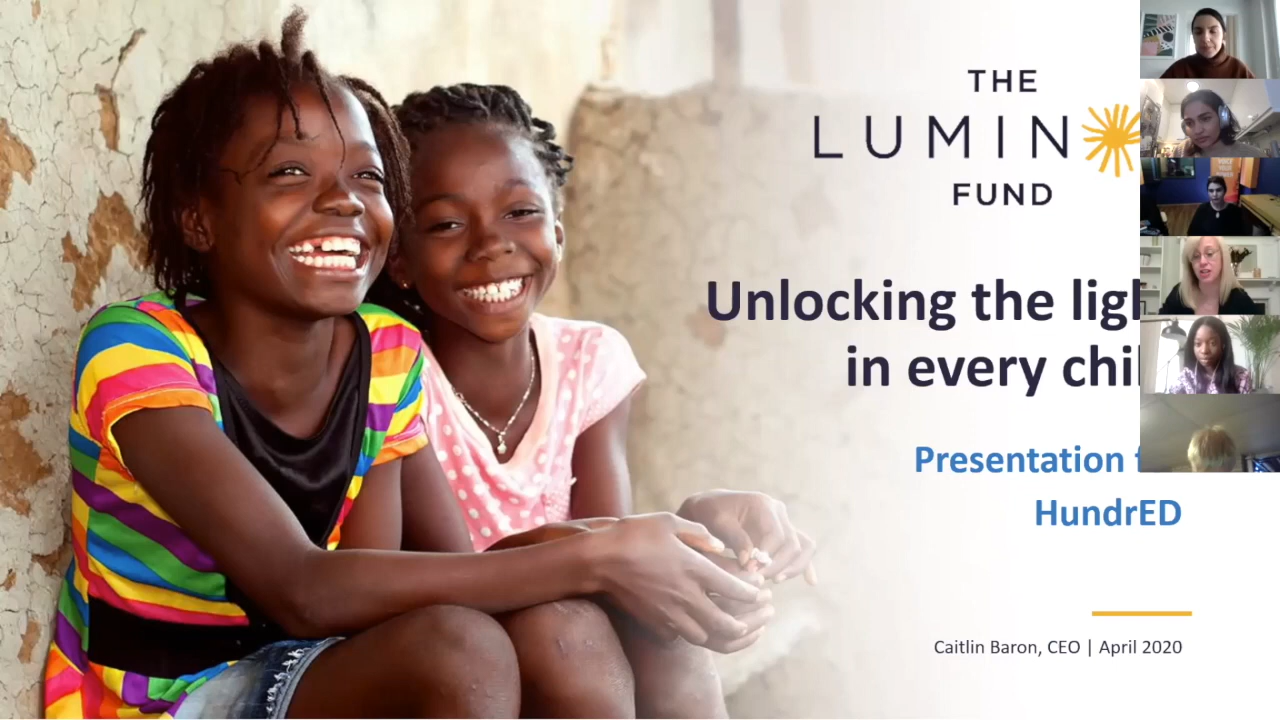 THE
LUMIN
FUND
Unlocking the ligh
in every chil
Presentation f
HundrED
Caitlin Baron, CEO | April 2020